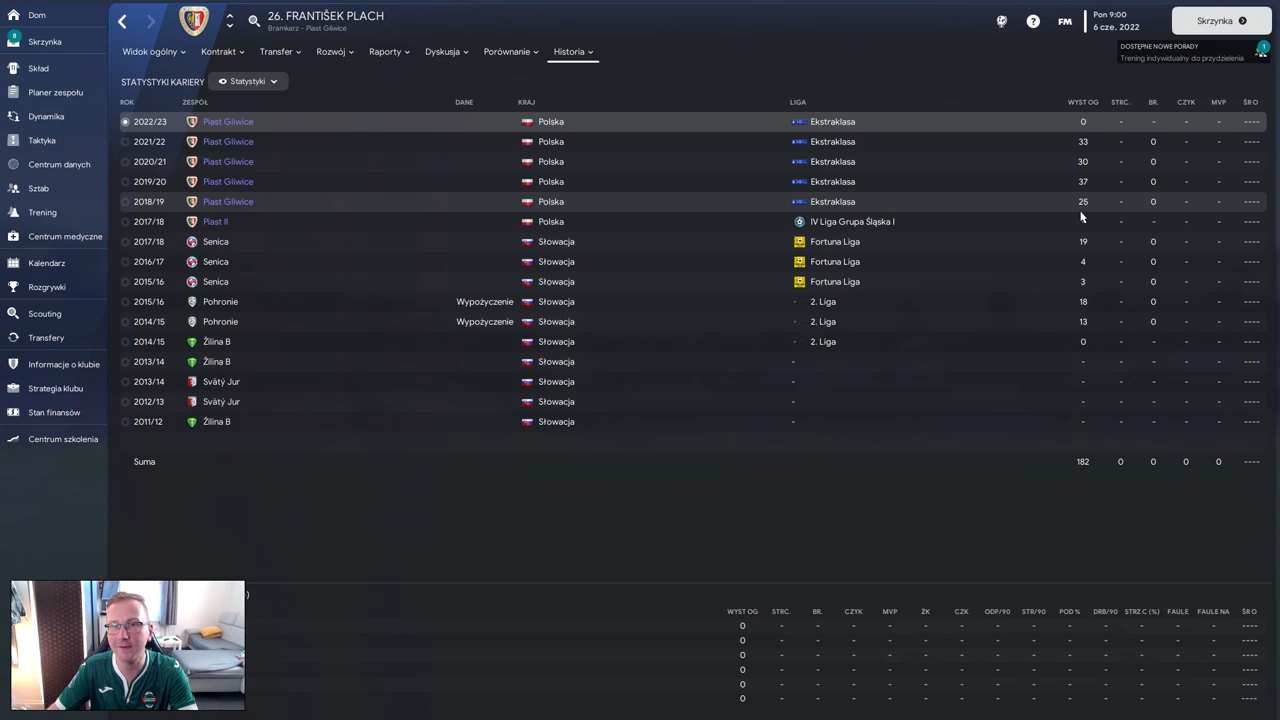 Dom
8
Skrzynka
Skład
Planer zespołu
Dynamika
Taktyka
Centrum danych
Sztab
Trening
Centrum medyczne
Kalendarz
Rozgrywki
Scouting
Transfery
Informacje o klubie
Strategia klubu
Stan finansów
Centrum szkolenia
26. FRANTIŠEK PLACH
Bramkarz - Piast Gliwice
? FM Pon 9:00
6 cze. 2022
Skrzynka
DOSTĘPNE NOWE PORADY 1
Trening indywidualny do przydzielenia
Widok ogólny Kontrakt Transfer Rozwój Raporty Dyskusja Porównanie Historia
STATYSTYKI KARIERY Statystyki
ROK ZESPÓŁ DANE KRAJ LIGA WYST OG STRC. BR. CZYK MVP ŚR O
2022/23 Piast Gliwice Polska Ekstraklasa 0 - - - - ----
2021/22 Piast Gliwice Polska Ekstraklasa 33 - 0 - - ----
2020/21 Piast Gliwice Polska Ekstraklasa 30 - 0 - - ----
2019/20 Piast Gliwice Polska Ekstraklasa 37 - 0 - - ----
2018/19 Piast Gliwice Polska Ekstraklasa 25 - 0 - - ----
2017/18 Piast II Polska IV Liga Grupa Śląska I - - - - ----
2017/18 Senica Słowacja Fortuna Liga 19 - 0 - - ----
2016/17 Senica Słowacja Fortuna Liga 4 - 0 - - ----
2015/16 Senica Słowacja Fortuna Liga 3 - 0 - - ----
2015/16 Pohronie Wypożyczenie Słowacja 2. Liga 18 - 0 - - ----
2014/15 Pohronie Wypożyczenie Słowacja 2. Liga 13 - 0 - - ----
2014/15 Žilina B Słowacja 2. Liga 0 - 0 - - ----
2013/14 Žilina B Słowacja - - - - - - ----
2013/14 Svätý Jur Słowacja - - - - - - ----
2012/13 Svätý Jur Słowacja - - - - - - ----
2011/12 Žilina B Słowacja - - - - - - ----
Suma 182 0 0 0 0 ----
)
WYST OG STRC. BR. CZYK MVP ŻK CZK ODP/90 STR/90 POD % DRB/90 STRZ C (%) FAULE FAULE NA ŚR O
0 - - - - - - - - - - - - - ----
0 - - - - - - - - - - - - - ----
0 - - - - - - - - - - - - - ----
0 - - - - - - - - - - - - - ----
0 - - - - - - - - - - - - - ----
0 - - - - - - - - - - - - - ----